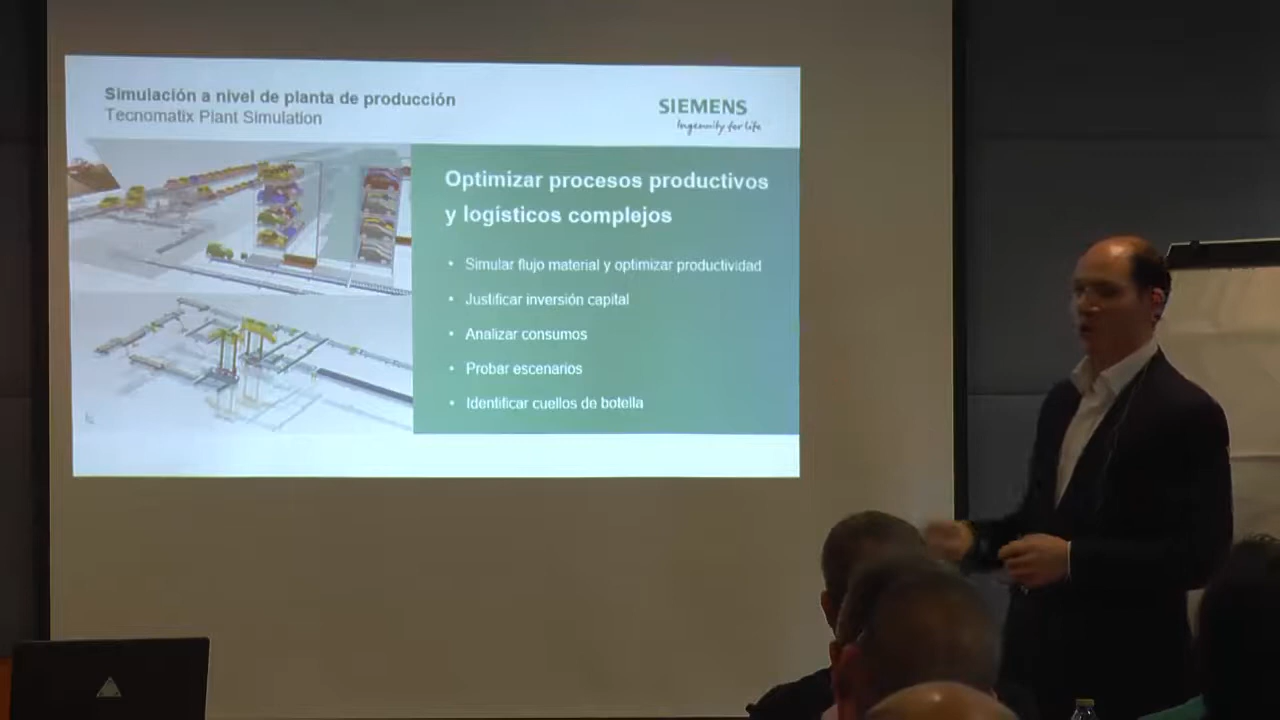 Simulación a nivel de planta de producción
Tecnomatix Plant Simulation
SIEMENS
Ingenuity for life
Optimizar procesos productivos
y logísticos complejos
• Simular flujo material y optimizar productividad
• Justificar inversión capital
• Analizar consumos
• Probar escenarios
• Identificar cuellos de botella